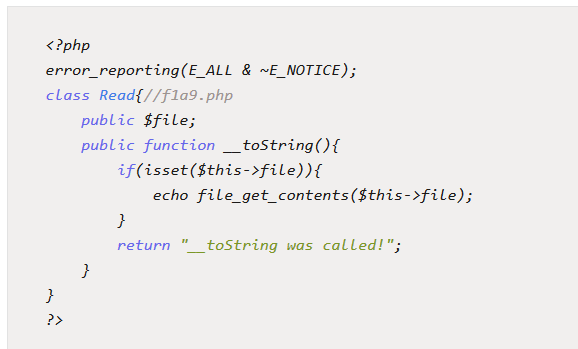 <?php
error_reporting(E_ALL & ~E_NOTICE);
class Read{//f1a9.php
    public $file;
    public function __toString(){
        if(isset($this->file)){
            echo file_get_contents($this->file);
        }
        return "__toString was called!";
    }
}
?>